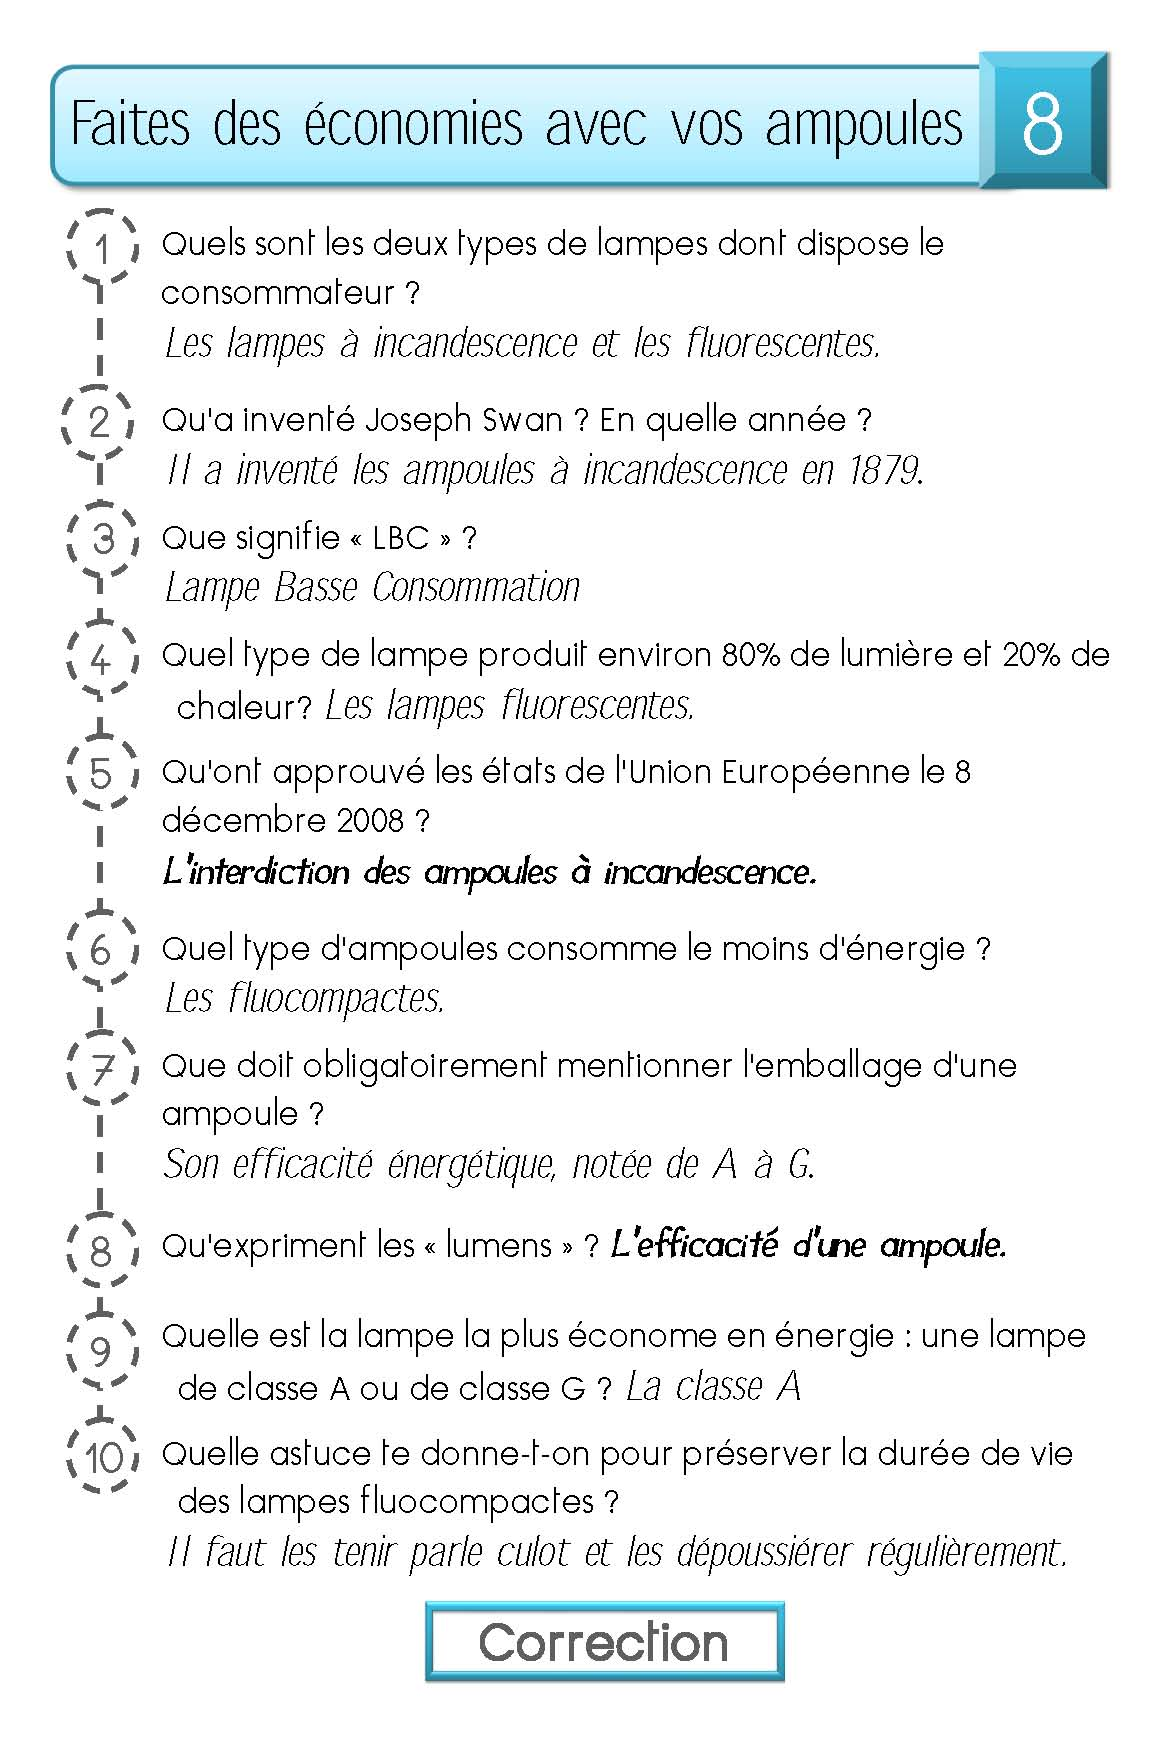 Faites des économies avec vos ampoules 8
1 Quels sont les deux types de lampes dont dispose le
consommateur ?
Les lampes à incandescence et les fluorescentes.
2 Qu'a inventé Joseph Swan ? En quelle année ?
Il a inventé les ampoules à incandescence en 1879.
3 Que signifie « LBC » ?
Lampe Basse Consommation
4 Quel type de lampe produit environ 80% de lumière et 20% de
chaleur? Les lampes fluorescentes.
5 Qu'ont approuvé les états de l'Union Européenne le 8
décembre 2008 ?
L'interdiction des ampoules à incandescence.
6 Quel type d'ampoules consomme le moins d'énergie ?
Les fluocompactes.
7 Que doit obligatoirement mentionner l'emballage d'une
ampoule ?
Son efficacité énergétique, notée de A à G.
8 Qu'expriment les « lumens » ? L'efficacité d'une ampoule.
9 Quelle est la lampe la plus économe en énergie : une lampe
de classe A ou de classe G ? La classe A
10 Quelle astuce te donne-t-on pour préserver la durée de vie
des lampes fluocompactes ?
Il faut les tenir parle culot et les dépoussiérer régulièrement.
Correction